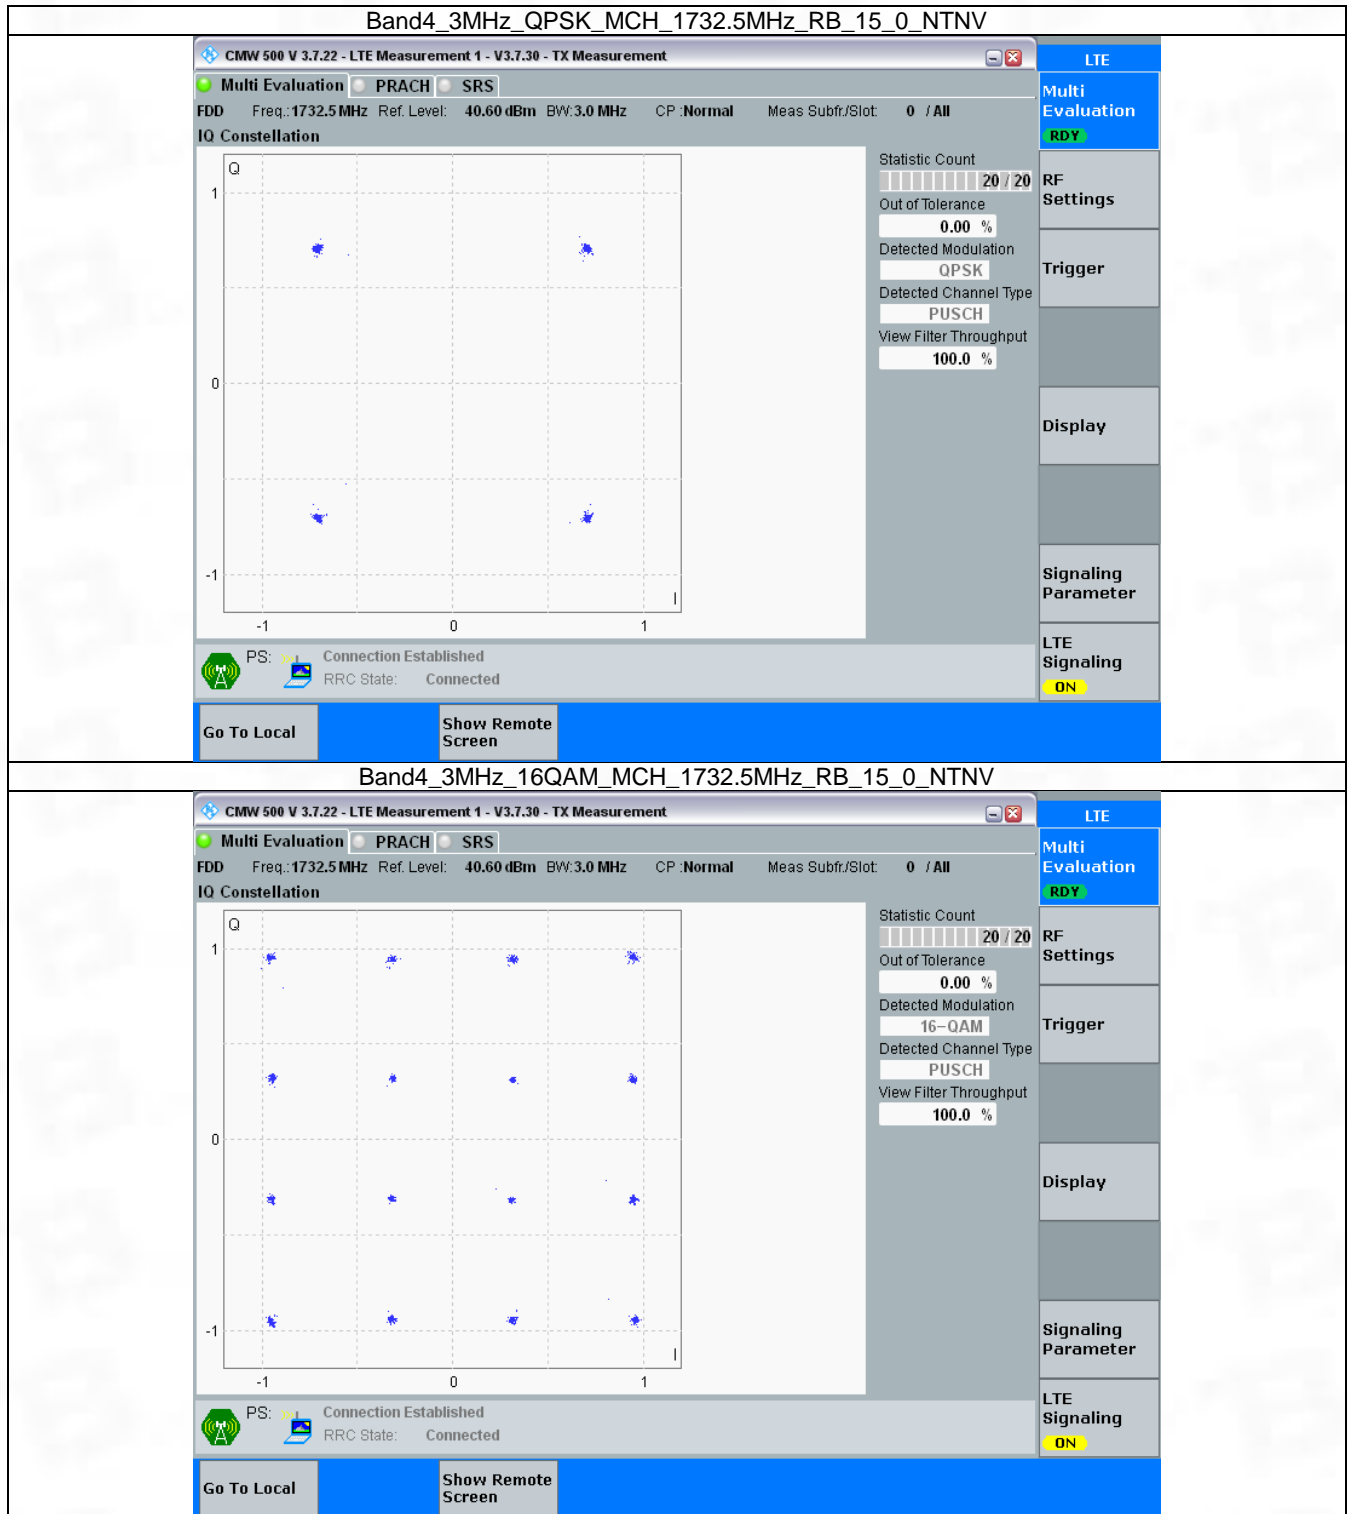 Band4_3MHz_QPSK_MCH_1732.5MHz_RB_15_0_NTNV
CMW 500 V 3.7.22 - LTE Measurement 1 - V3.7.30 - TX Measurement
LTE
Multi Evaluation PRACH SRS
Multi
Evaluation
RDY
FDD Freq.:1732.5 MHz Ref. Level: 40.60 dBm BW:3.0 MHz CP :Normal Meas Subfr./Slot: 0 / All
IQ Constellation
Q
1
0
-1
-1 0 1
I
Statistic Count
20 / 20
Out of Tolerance
0.00 %
Detected Modulation
QPSK
Detected Channel Type
PUSCH
View Filter Throughput
100.0 %
RF
Settings
Trigger
Display
Signaling
Parameter
LTE
Signaling
ON
PS: Connection Established
RRC State: Connected
Go To Local
Show Remote
Screen
Band4_3MHz_16QAM_MCH_1732.5MHz_RB_15_0_NTNV
CMW 500 V 3.7.22 - LTE Measurement 1 - V3.7.30 - TX Measurement
LTE
Multi Evaluation PRACH SRS
Multi
Evaluation
RDY
FDD Freq.:1732.5 MHz Ref. Level: 40.60 dBm BW:3.0 MHz CP :Normal Meas Subfr./Slot: 0 / All
IQ Constellation
Q
1
0
-1
-1 0 1
I
Statistic Count
20 / 20
Out of Tolerance
0.00 %
Detected Modulation
16-QAM
Detected Channel Type
PUSCH
View Filter Throughput
100.0 %
RF
Settings
Trigger
Display
Signaling
Parameter
LTE
Signaling
ON
PS: Connection Established
RRC State: Connected
Go To Local
Show Remote
Screen